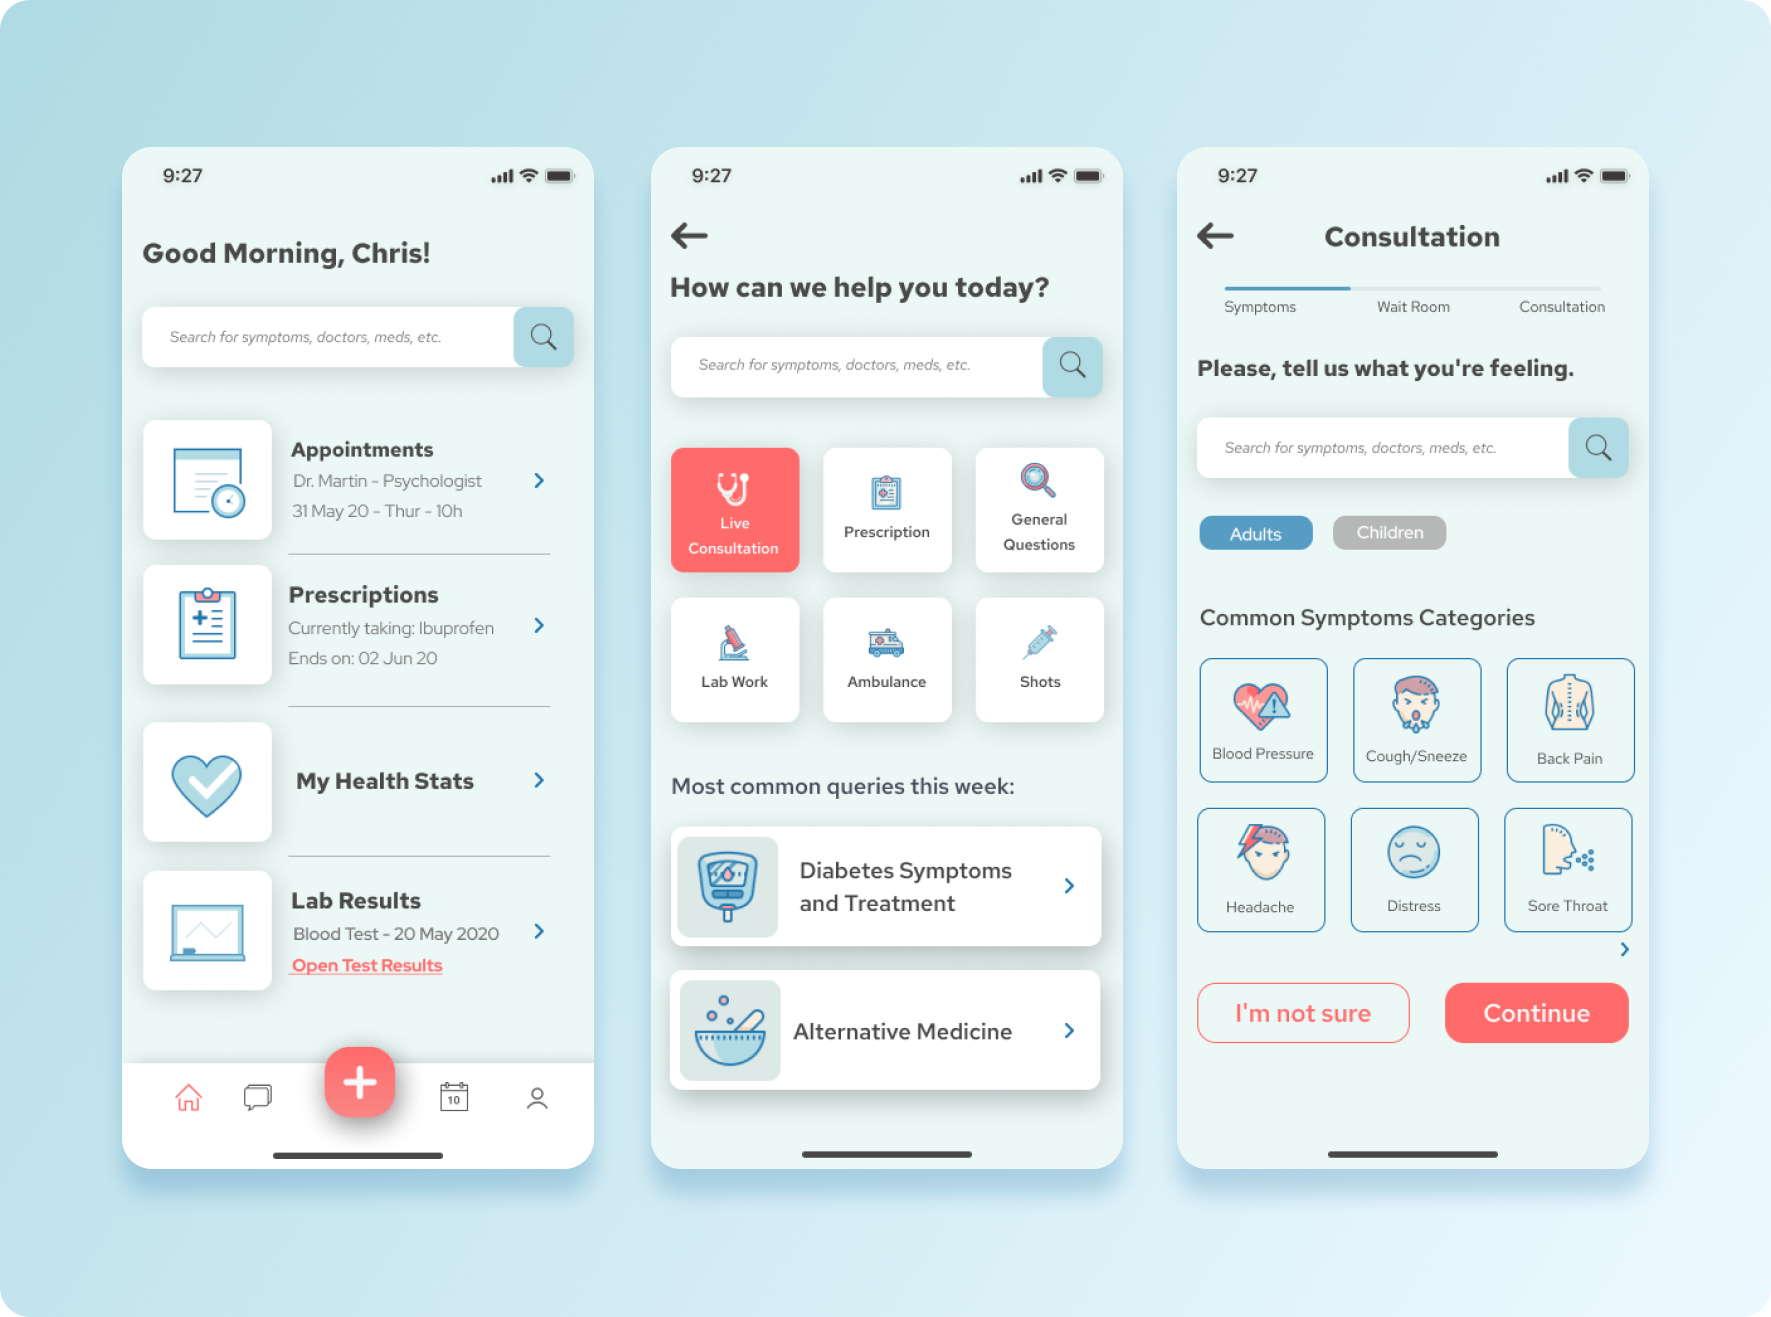 9:27
Good Morning, Chris!
Search for symptoms, doctors, meds, etc.
Appointments
Dr. Martin - Psychologist
31 May 20 - Thur - 10h
Prescriptions
Currently taking: Ibuprofen
Ends on: 02 Jun 20
My Health Stats
Lab Results
Blood Test - 20 May 2020
Open Test Results
10
9:27
How can we help you today?
Search for symptoms, doctors, meds, etc.
Live
Consultation
Prescription
General
Questions
Lab Work
Ambulance
Shots
Most common queries this week:
Diabetes Symptoms
and Treatment
Alternative Medicine
9:27
Consultation
Symptoms
Wait Room
Consultation
Please, tell us what you're feeling.
Search for symptoms, doctors, meds, etc.
Adults
Children
Common Symptoms Categories
Blood Pressure
Cough/Sneeze
Back Pain
Headache
Distress
Sore Throat
I'm not sure
Continue